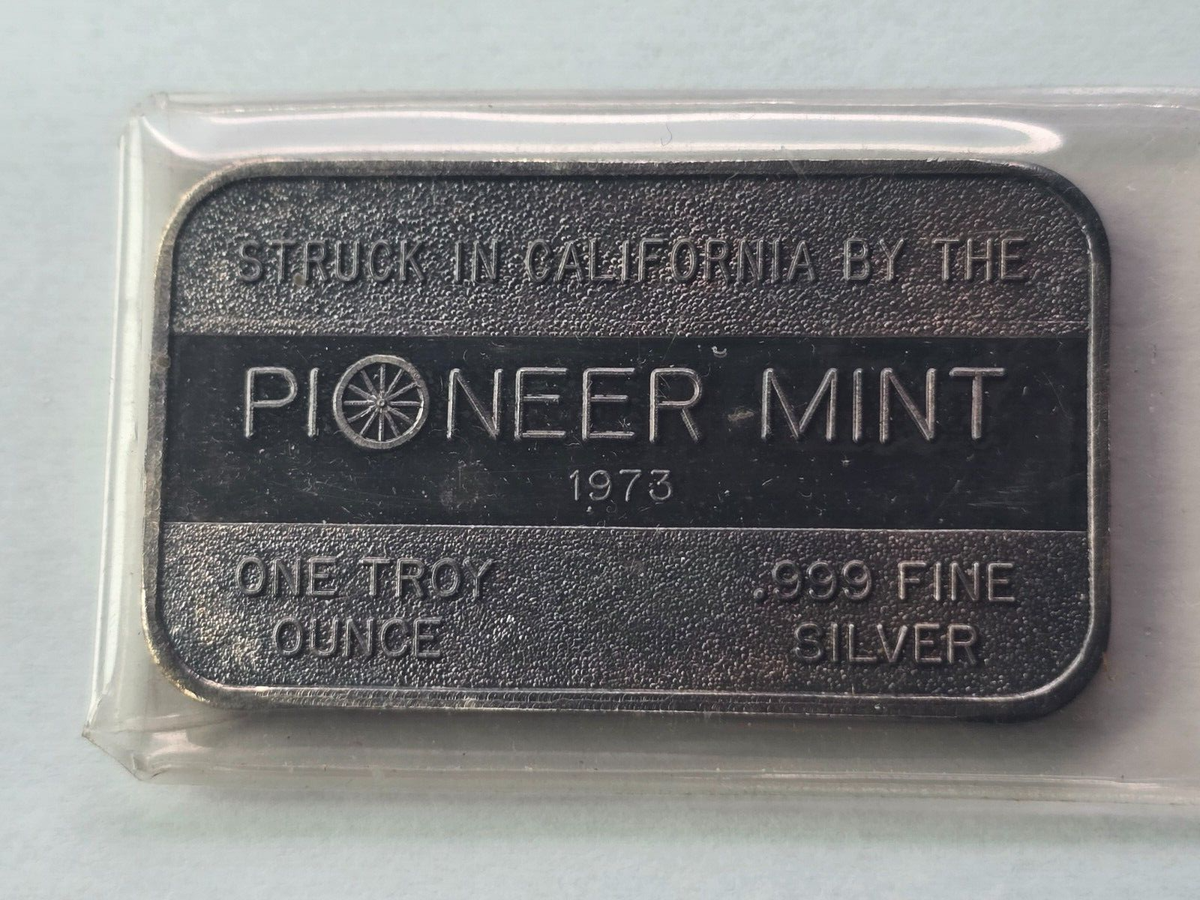 STRUCK IN CALIFORNIA BY THE
PIONEER MINT
1973
ONE TROY
OUNCE
.999 FINE
SILVER